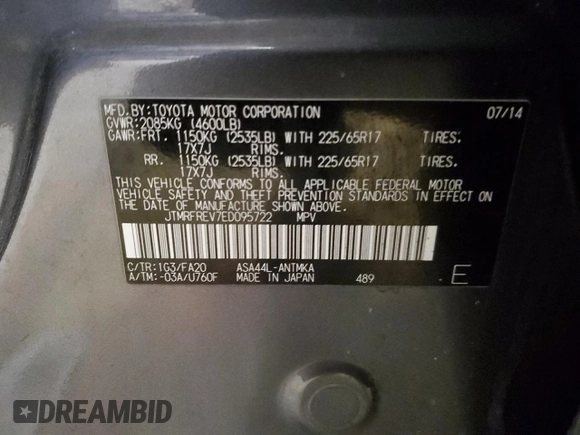 MFD.BY:TOYOTA MOTOR CORPORATION 07/14
GVWR:2085KG (4600LB)
GAWR:FRT. 1150KG (2535LB) WITH 225/65R17 TIRES.
17X7J RIMS.
RR. 1150KG (2535LB) WITH 225/65R17 TIRES.
17X7J RIMS.
THIS VEHICLE CONFORMS TO ALL APPLICABLE FEDERAL MOTOR
VEHICLE SAFETY AND THEFT PREVENTION STANDARDS IN EFFECT ON
THE DATE OF MANUFACTURE SHOWN ABOVE.
JTMRFREV7ED095722 MPV
C/TR:1G3/FA20 ASA44L-ANTMKA
A/TM:-03A/U760F MADE IN JAPAN 489 E
DREAMBID